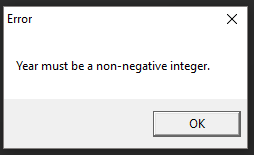 Error
Year must be a non-negative integer.
OK